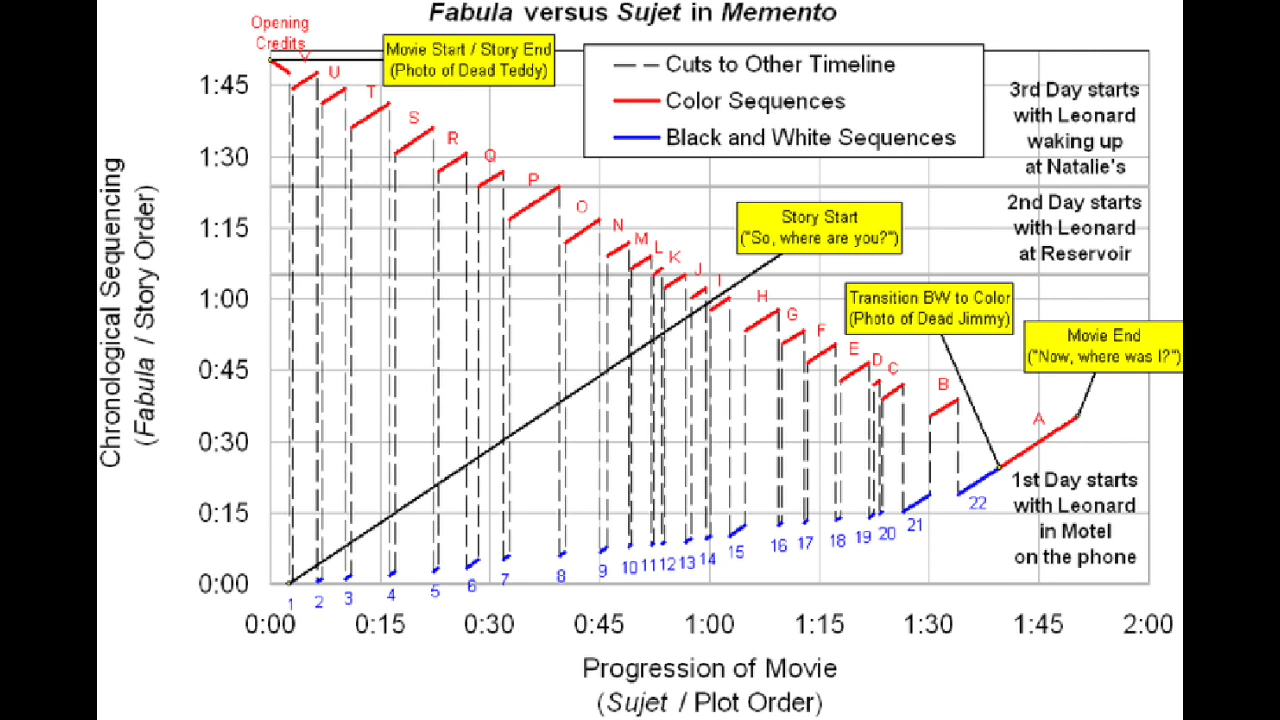 Fabula versus Sujet in Memento
Opening
Credits
Movie Start / Story End
(Photo of Dead Teddy)
Cuts to Other Timeline
Color Sequences
Black and White Sequences
3rd Day starts
with Leonard
waking up
at Natalie's
2nd Day starts
with Leonard
at Reservoir
1st Day starts
with Leonard
in Motel
on the phone
Story Start
("So, where are you?")
Transition BW to Color
(Photo of Dead Jimmy)
Movie End
("Now, where was I?")
V
U
T
S
R
Q
P
O
N
M
L
K
J
I
H
G
F
E
D
C
B
A
1
2
3
4
5
6
7
8
9
10
11
12
13
14
15
16
17
18
19
20
21
22
Chronological Sequencing
(Fabula / Story Order)
1:45
1:30
1:15
1:00
0:45
0:30
0:15
0:00
0:00 0:15 0:30 0:45 1:00 1:15 1:30 1:45 2:00
Progression of Movie
(Sujet / Plot Order)